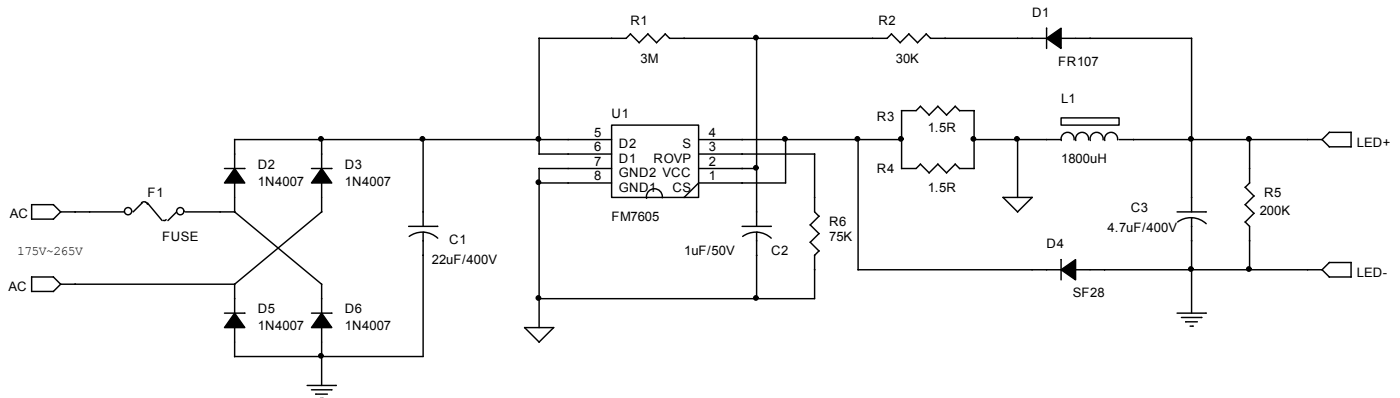 R1
3M
R2
30K
D1
FR107
U1
5
6
7
8
D2
D1
GND2
GND1
S
ROVP
VCC
CS
4
3
2
1
FM7605
R3
1.5R
R4
1.5R
L1
1800uH
LED+
D2
1N4007
D3
1N4007
F1
FUSE
AC
175V~265V
AC
C1
22uF/400V
1uF/50V
C2
R6
75K
C3
4.7uF/400V
R5
200K
D4
SF28
LED-
D5
1N4007
D6
1N4007